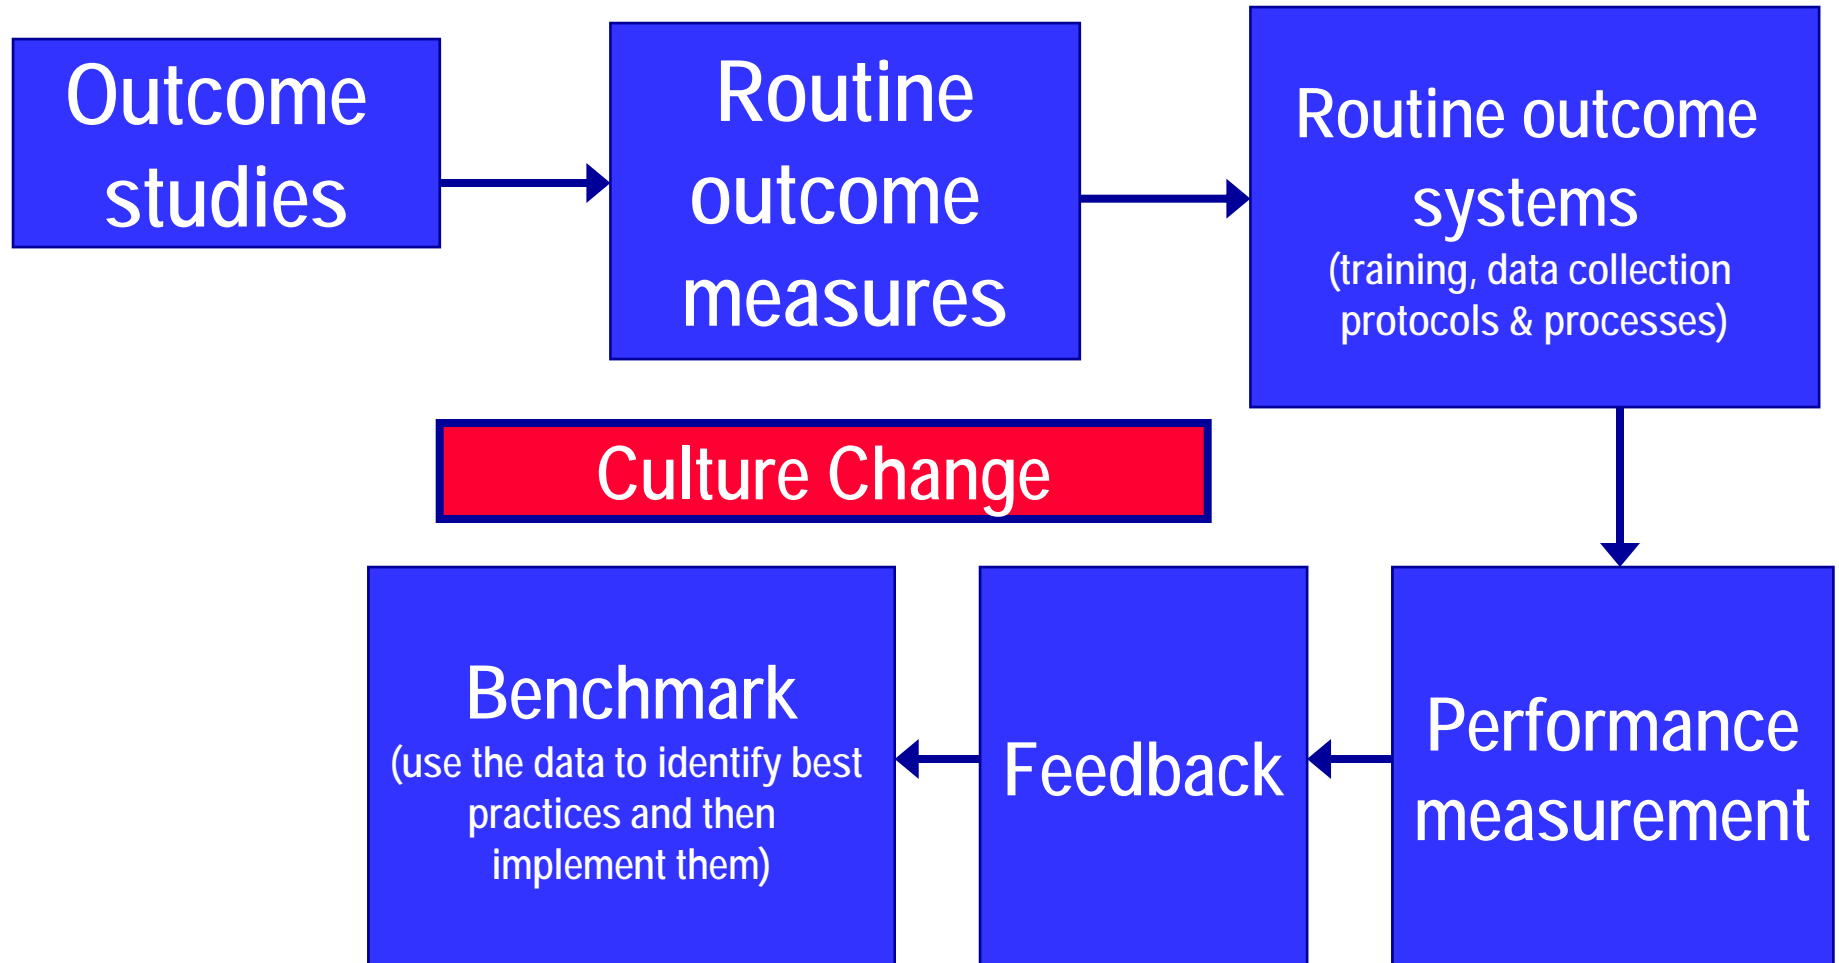 Outcome
studies
Routine
outcome
measures
Routine outcome
systems
(training, data collection
protocols & processes)
Culture Change
Performance
measurement
Feedback
Benchmark
(use the data to identify best
practices and then
implement them)